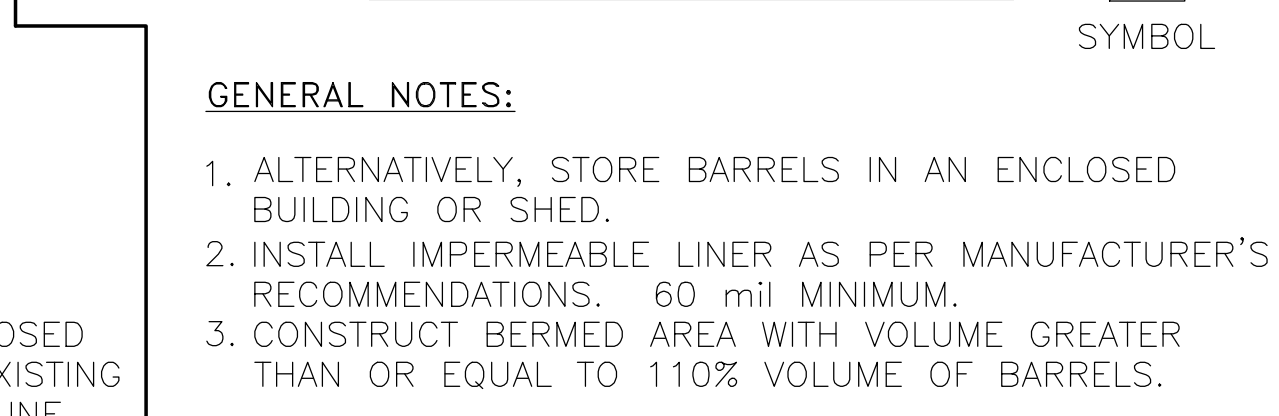 SYMBOL
GENERAL NOTES:
1. ALTERNATIVELY, STORE BARRELS IN AN ENCLOSED
BUILDING OR SHED.
2. INSTALL IMPERMEABLE LINER AS PER MANUFACTURER'S
RECOMMENDATIONS. 60 mil MINIMUM.
3. CONSTRUCT BERMED AREA WITH VOLUME GREATER
THAN OR EQUAL TO 110% VOLUME OF BARRELS.